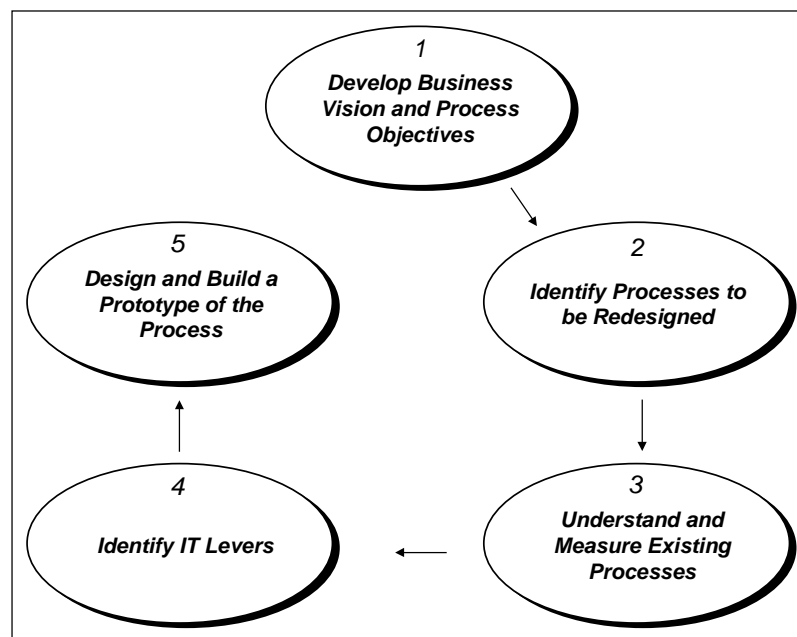 1
Develop Business
Vision and Process
Objectives
2
Identify Processes to
be Redesigned
3
Understand and
Measure Existing
Processes
4
Identify IT Levers
5
Design and Build a
Prototype of the
Process